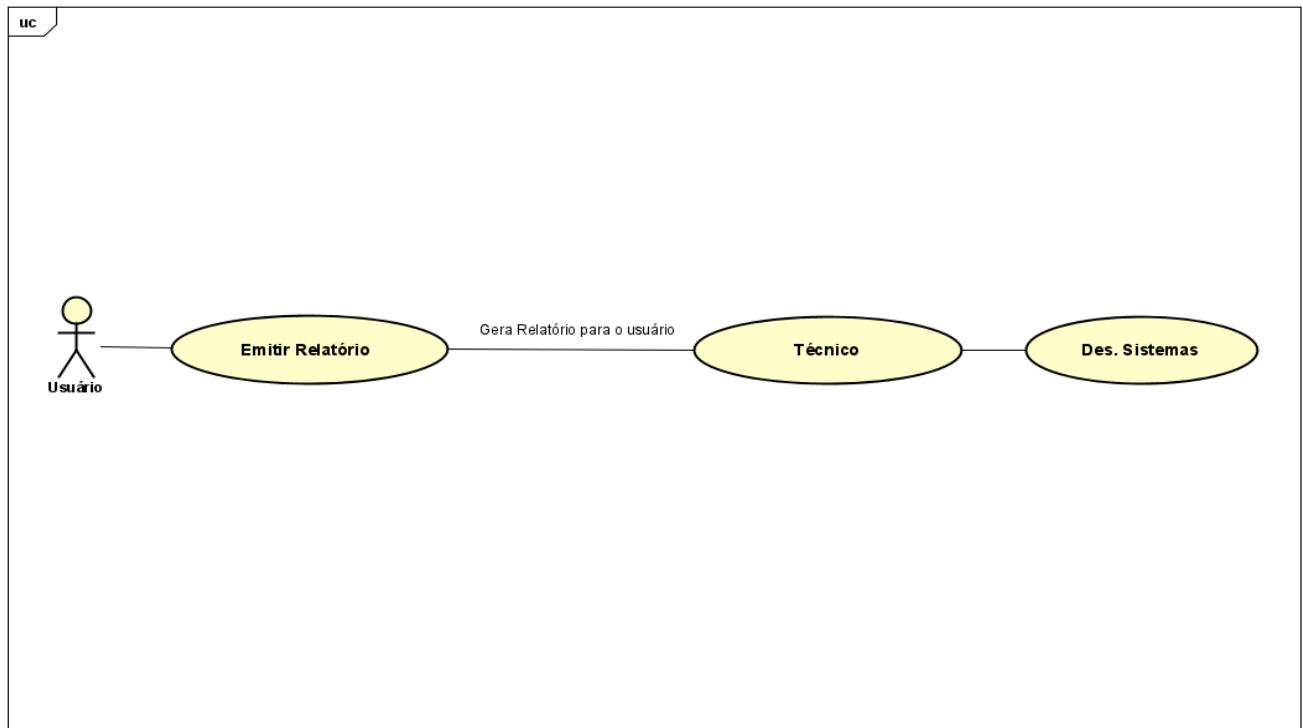 uc
Gera Relatório para o usuário
Emitir Relatório
Técnico
Des. Sistemas
Usuário